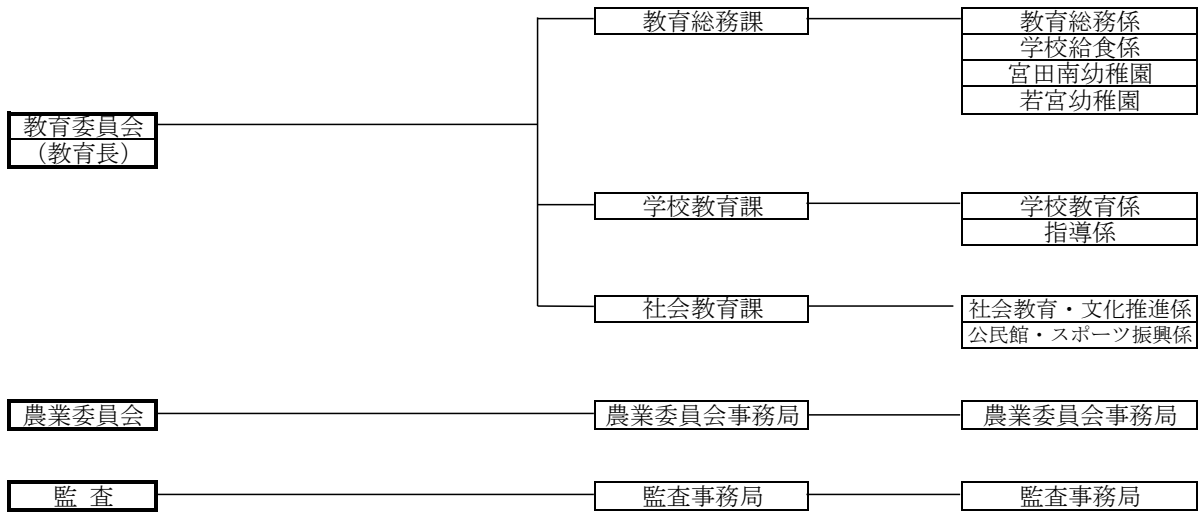 教育総務課
教育総務係
学校給食係
宮田南幼稚園
若宮幼稚園
教育委員会
（教育長）
学校教育課
学校教育係
指導係
社会教育課
社会教育・文化推進係
公民館・スポーツ振興係
農業委員会
農業委員会事務局
農業委員会事務局
監 査
監査事務局
監査事務局